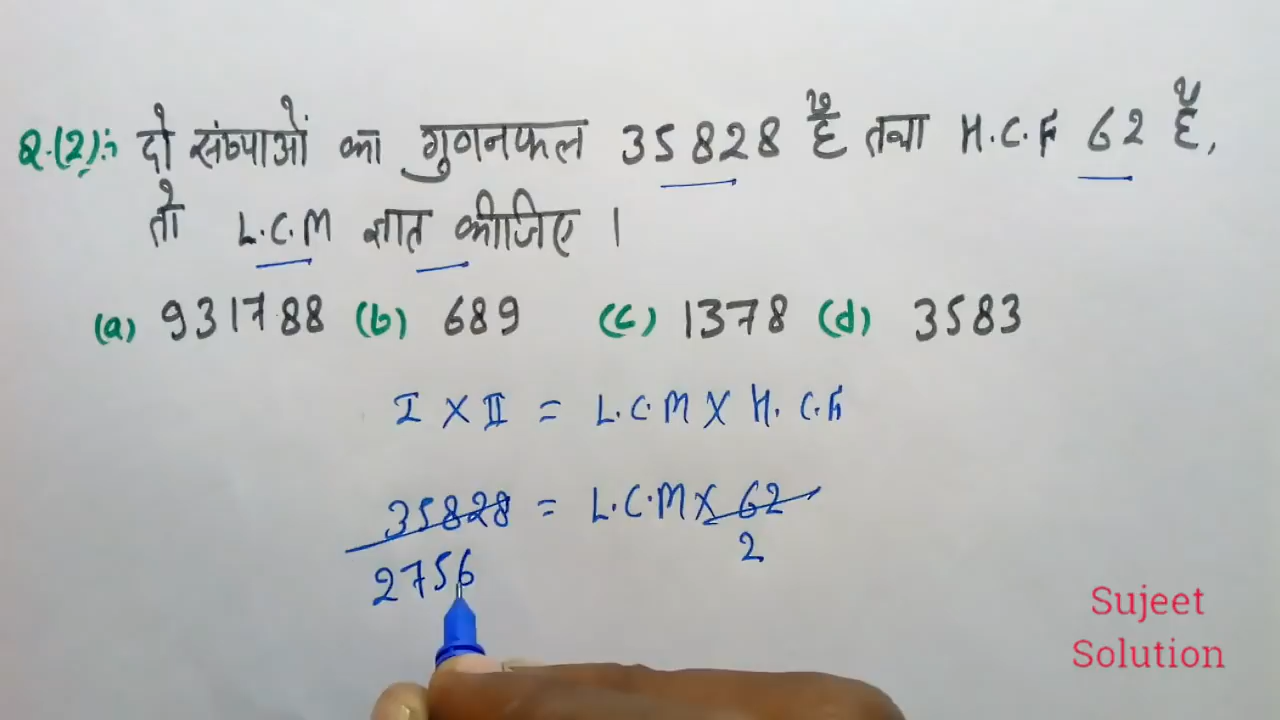 Q.(2):- दो संख्याओं का गुणनफल 35828 है तथा H.C.F 62 है,
तो L.C.M ज्ञात कीजिए ।
(a) 931788 (b) 689 (c) 1378 (d) 3583
I X II = L.C.M X H.C.F
35828 = L.C.M X 62
2
2756
Sujeet
Solution